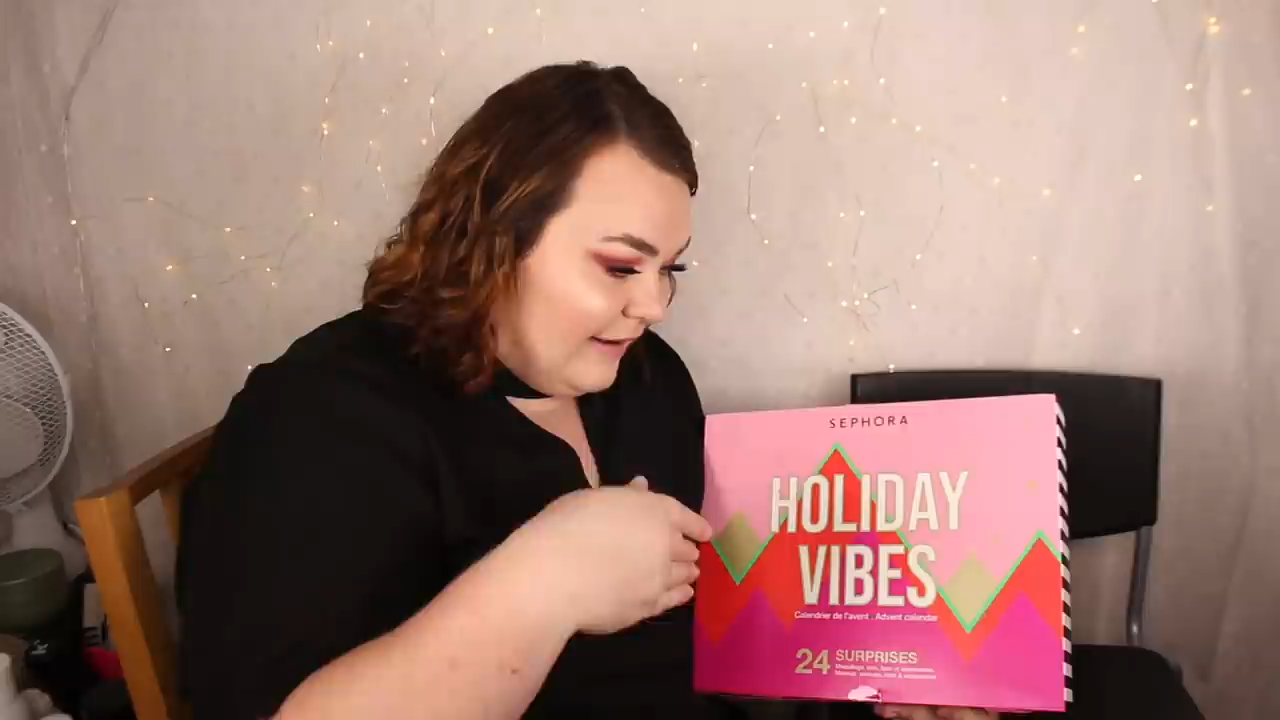 SEPHORA
HOLIDAY
VIBES
Calendrier de l'avent . Advent calendar
24 SURPRISES